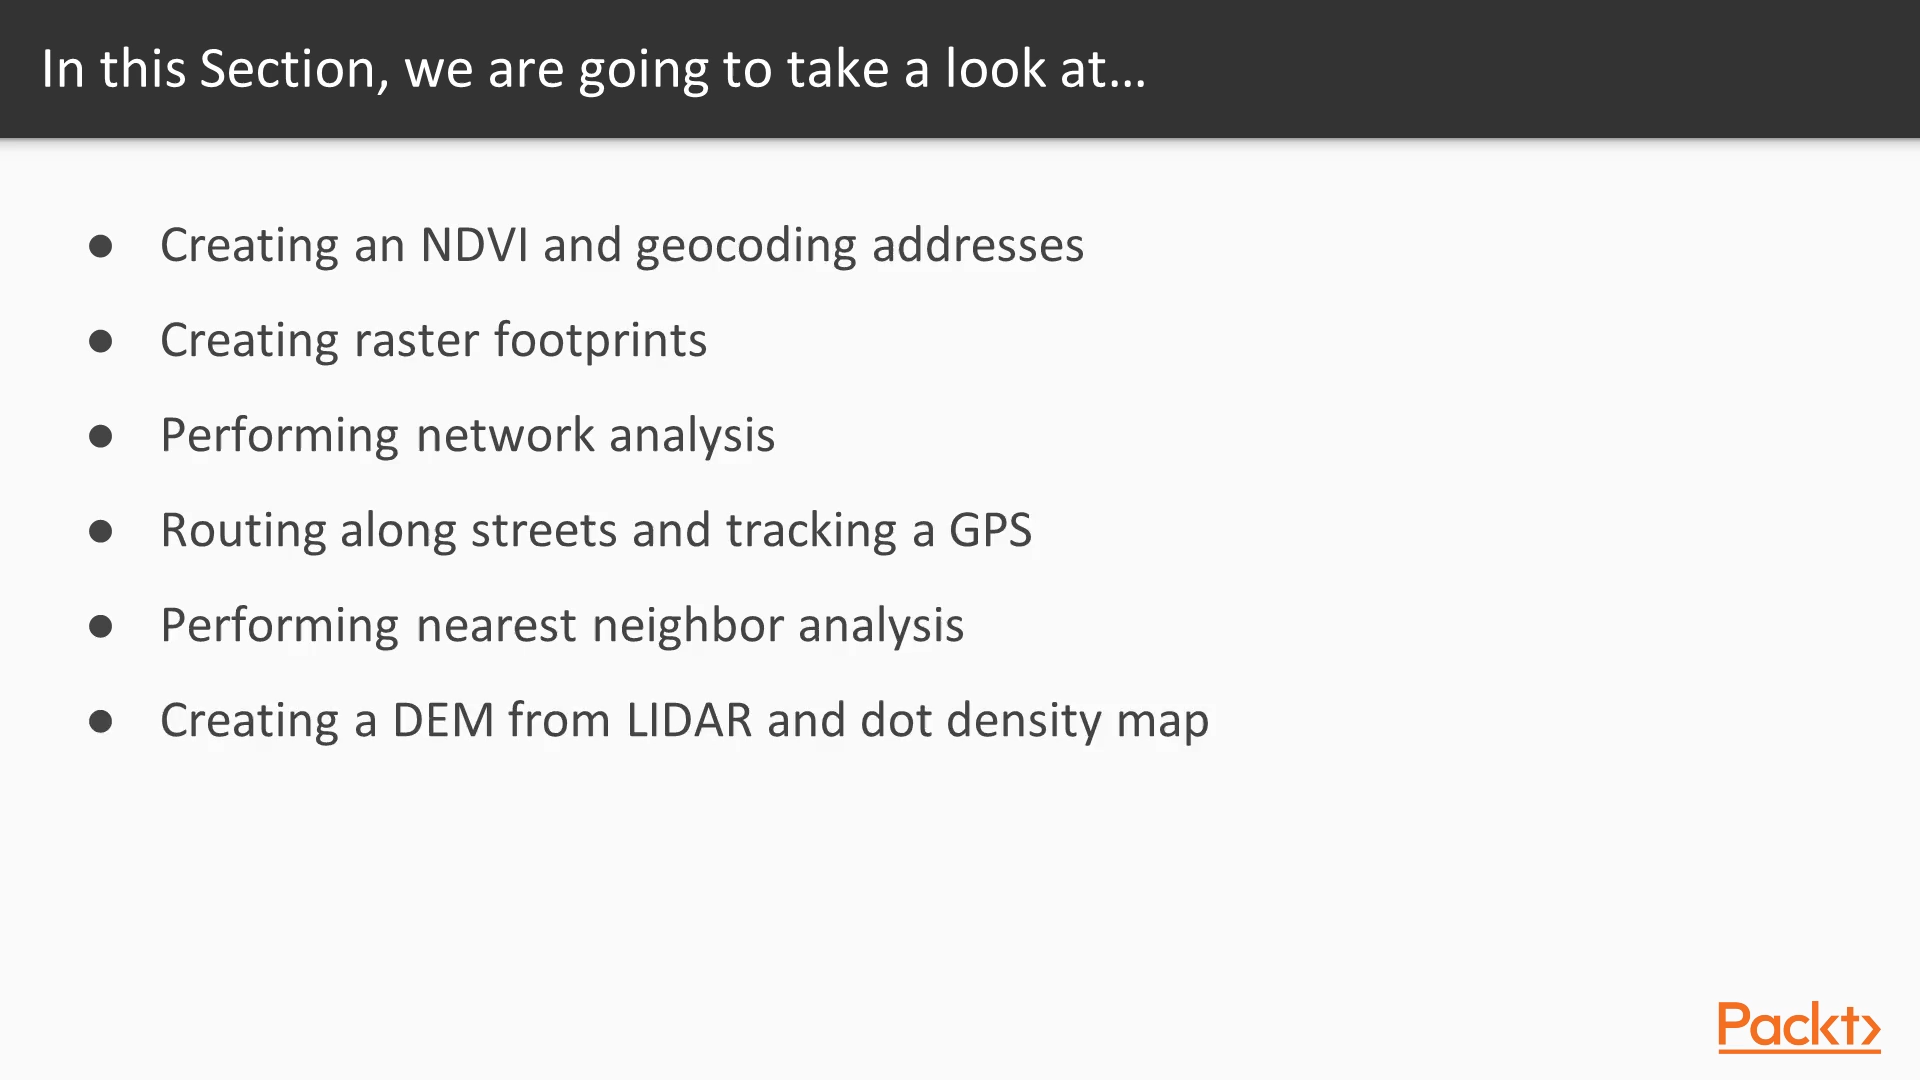 In this Section, we are going to take a look at...
● Creating an NDVI and geocoding addresses
● Creating raster footprints
● Performing network analysis
● Routing along streets and tracking a GPS
● Performing nearest neighbor analysis
● Creating a DEM from LIDAR and dot density map
Packt>